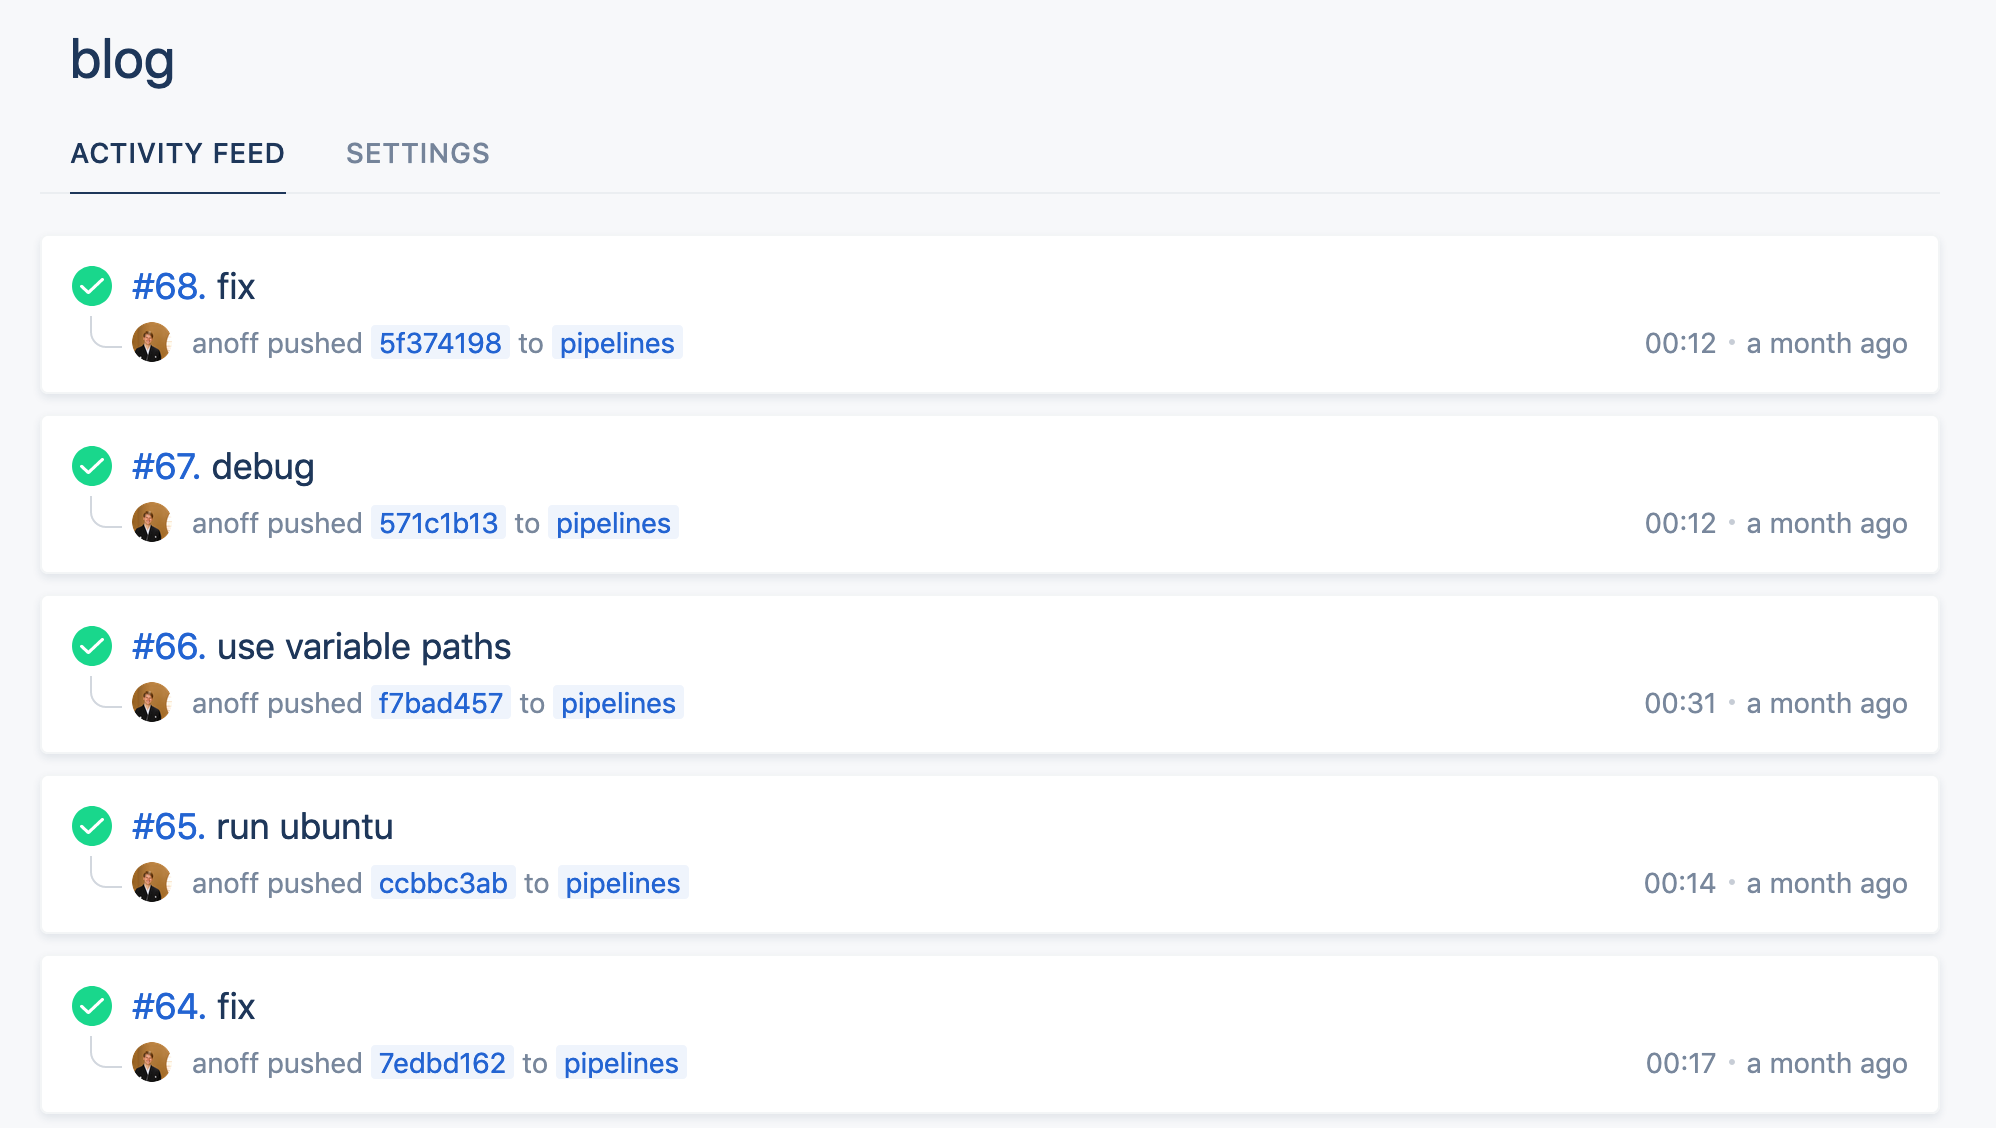 blog
ACTIVITY FEED SETTINGS
#68. fix
anoff pushed 5f374198 to pipelines 00:12 • a month ago
#67. debug
anoff pushed 571c1b13 to pipelines 00:12 • a month ago
#66. use variable paths
anoff pushed f7bad457 to pipelines 00:31 • a month ago
#65. run ubuntu
anoff pushed ccbbc3ab to pipelines 00:14 • a month ago
#64. fix
anoff pushed 7edbd162 to pipelines 00:17 • a month ago